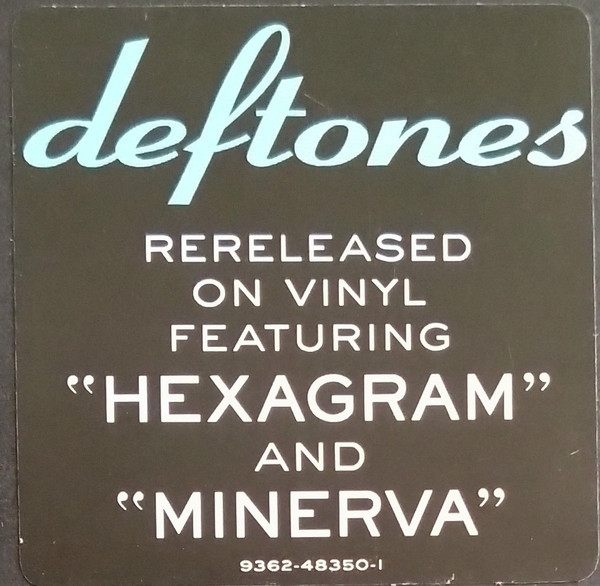 deftones
RERELEASED
ON VINYL
FEATURING
“HEXAGRAM”
AND
“MINERVA”
9362-48350-1